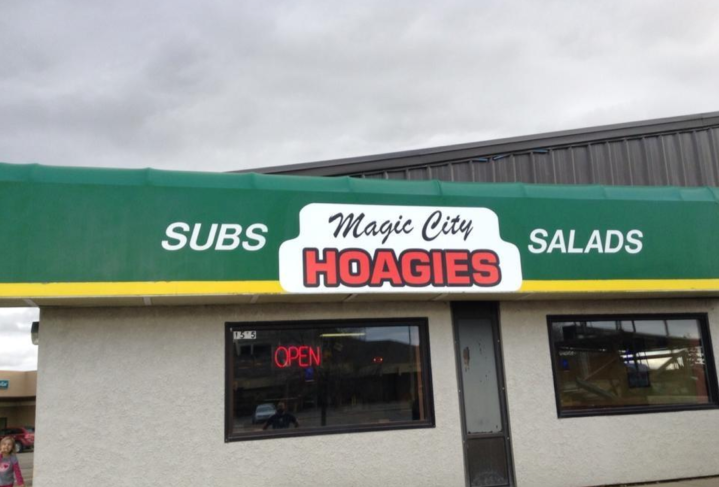 SUBS
Magic City
HOAGIES
SALADS
1515
OPEN